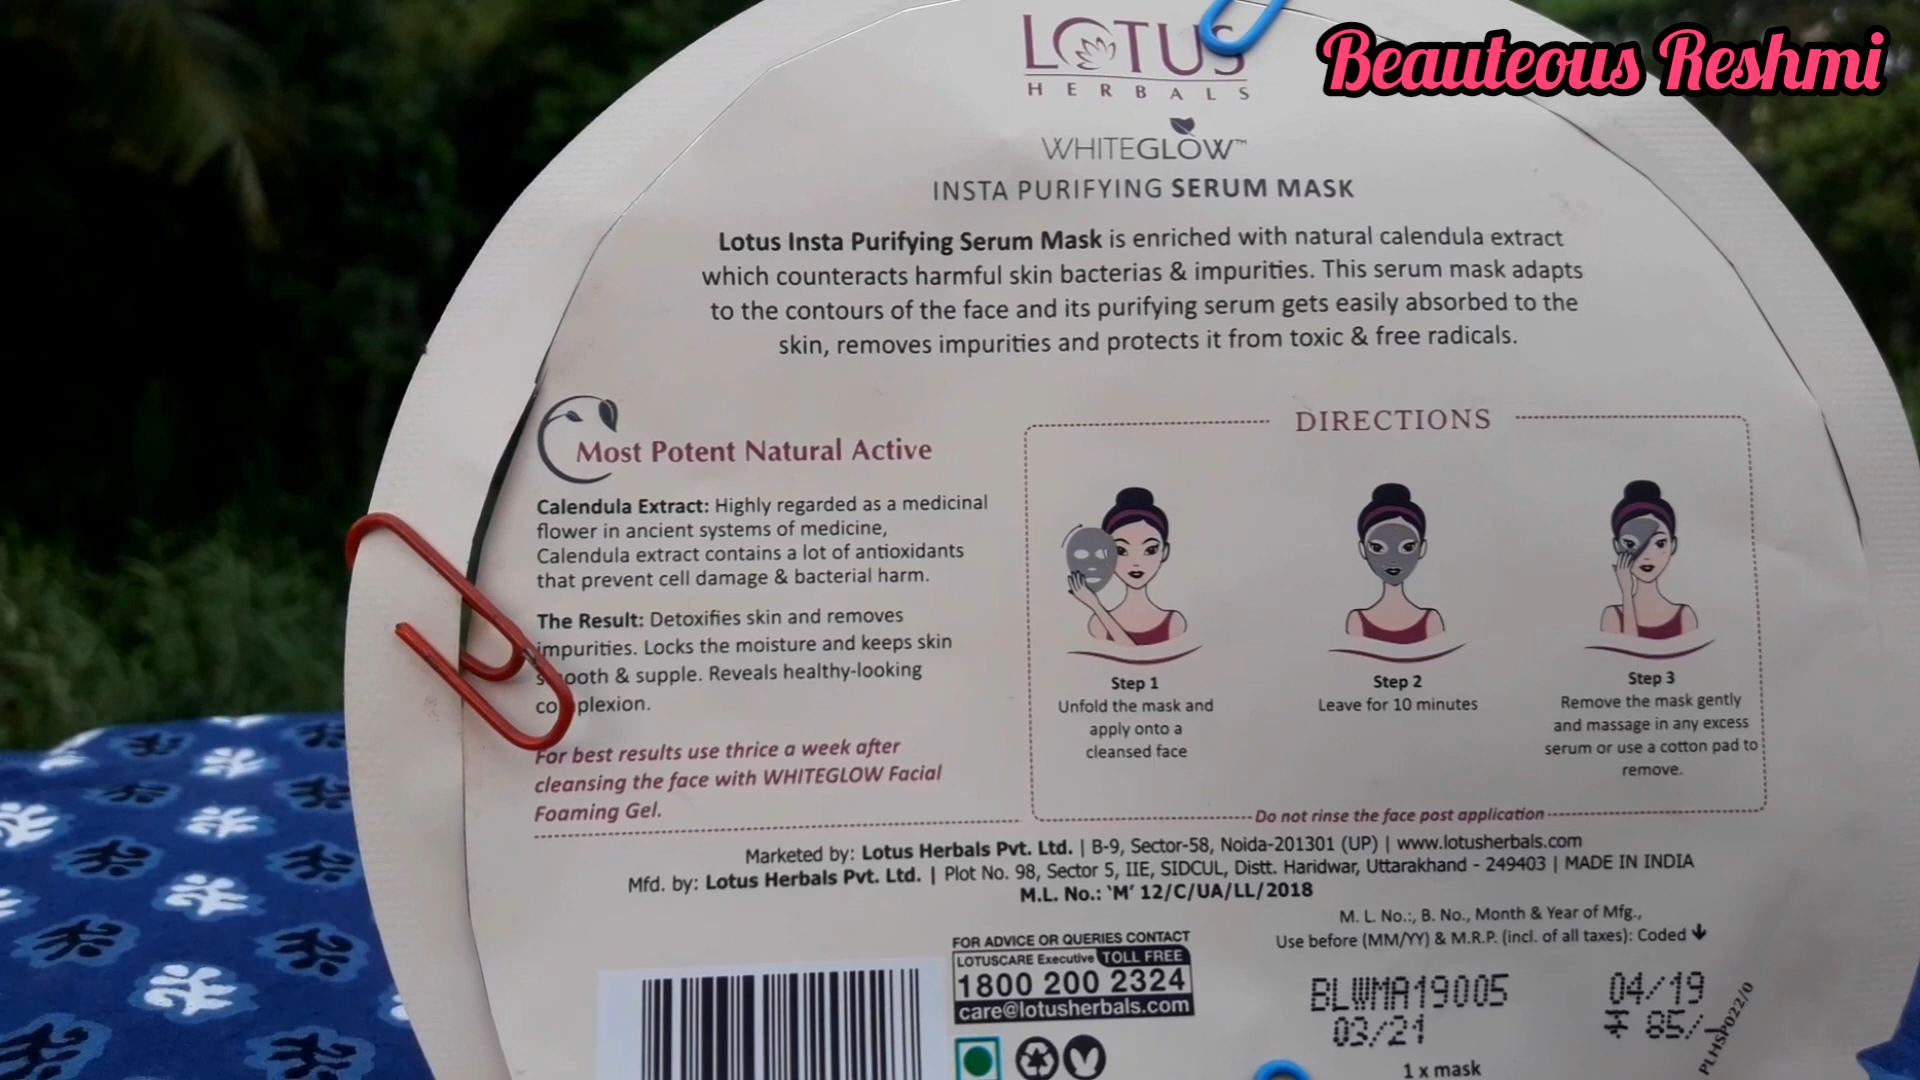 Beauteous Reshmi
LOTUS
HERBALS
WHITEGLOW™
INSTA PURIFYING SERUM MASK
Lotus Insta Purifying Serum Mask is enriched with natural calendula extract
which counteracts harmful skin bacterias & impurities. This serum mask adapts
to the contours of the face and its purifying serum gets easily absorbed to the
skin, removes impurities and protects it from toxic & free radicals.
Most Potent Natural Active
Calendula Extract: Highly regarded as a medicinal
flower in ancient systems of medicine,
Calendula extract contains a lot of antioxidants
that prevent cell damage & bacterial harm.
The Result: Detoxifies skin and removes
impurities. Locks the moisture and keeps skin
smooth & supple. Reveals healthy-looking
complexion.
For best results use thrice a week after
cleansing the face with WHITEGLOW Facial
Foaming Gel.
DIRECTIONS
Step 1
Unfold the mask and
apply onto a
cleansed face
Step 2
Leave for 10 minutes
Step 3
Remove the mask gently
and massage in any excess
serum or use a cotton pad to
remove.
Do not rinse the face post application
Marketed by: Lotus Herbals Pvt. Ltd. | B-9, Sector-58, Noida-201301 (UP) | www.lotusherbals.com
Mfd. by: Lotus Herbals Pvt. Ltd. | Plot No. 98, Sector 5, IIE, SIDCUL, Distt. Haridwar, Uttarakhand - 249403 | MADE IN INDIA
M.L. No.: 'M' 12/C/UA/LL/2018
FOR ADVICE OR QUERIES CONTACT
LOTUSCARE Executive TOLL FREE
1800 200 2324
care@lotusherbals.com
M. L. No.:, B. No., Month & Year of Mfg.,
Use before (MM/YY) & M.R.P. (incl. of all taxes): Coded
BLWMA19005 04/19
03/21 ₹ 85/-
1 x mask
PLHSP022/0